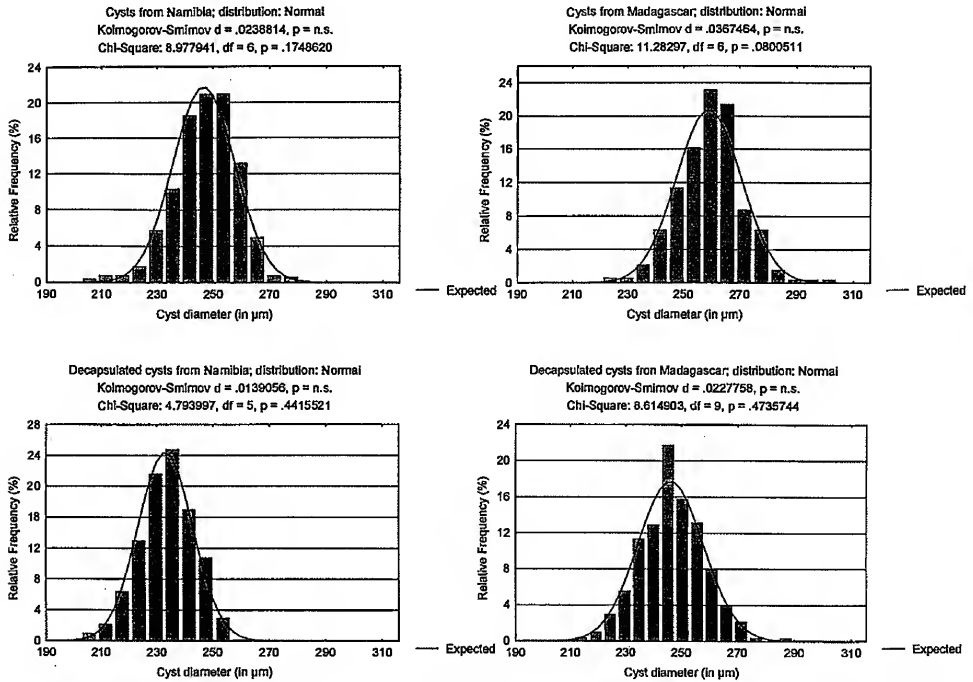 Cysts from Namibia; distribution: Normal
Kolmogorov-Smirnov d = .0238814, p = n.s.
Chi-Square: 8.977941, df = 6, p = .1748620
24
20
16
12
8
4
0
Relative Frequency (%)
190 210 230 250 270 290 310
Cyst diameter (in µm)
Expected
Cysts from Madagascar; distribution: Normal
Kolmogorov-Smirnov d = .0367464, p = n.s.
Chi-Square: 11.28297, df = 6, p = .0800511
24
20
16
12
8
4
0
Relative Frequency (%)
190 210 230 250 270 290 310
Cyst diameter (in µm)
Expected
Decapsulated cysts from Namibia; distribution: Normal
Kolmogorov-Smirnov d = .0139056, p = n.s.
Chi-Square: 4.793997, df = 5, p = .4415521
28
24
20
16
12
8
4
0
Relative Frequency (%)
190 210 230 250 270 290 310
Cyst diameter (in µm)
Expected
Decapsulated cysts fron Madagascar; distribution: Normal
Kolmogorov-Smirnov d = .0227758, p = n.s.
Chi-Square: 8.614903, df = 9, p = .4735744
24
20
16
12
8
4
0
Relative Frequency (%)
190 210 230 250 270 290 310
Cyst diameter (in µm)
Expected